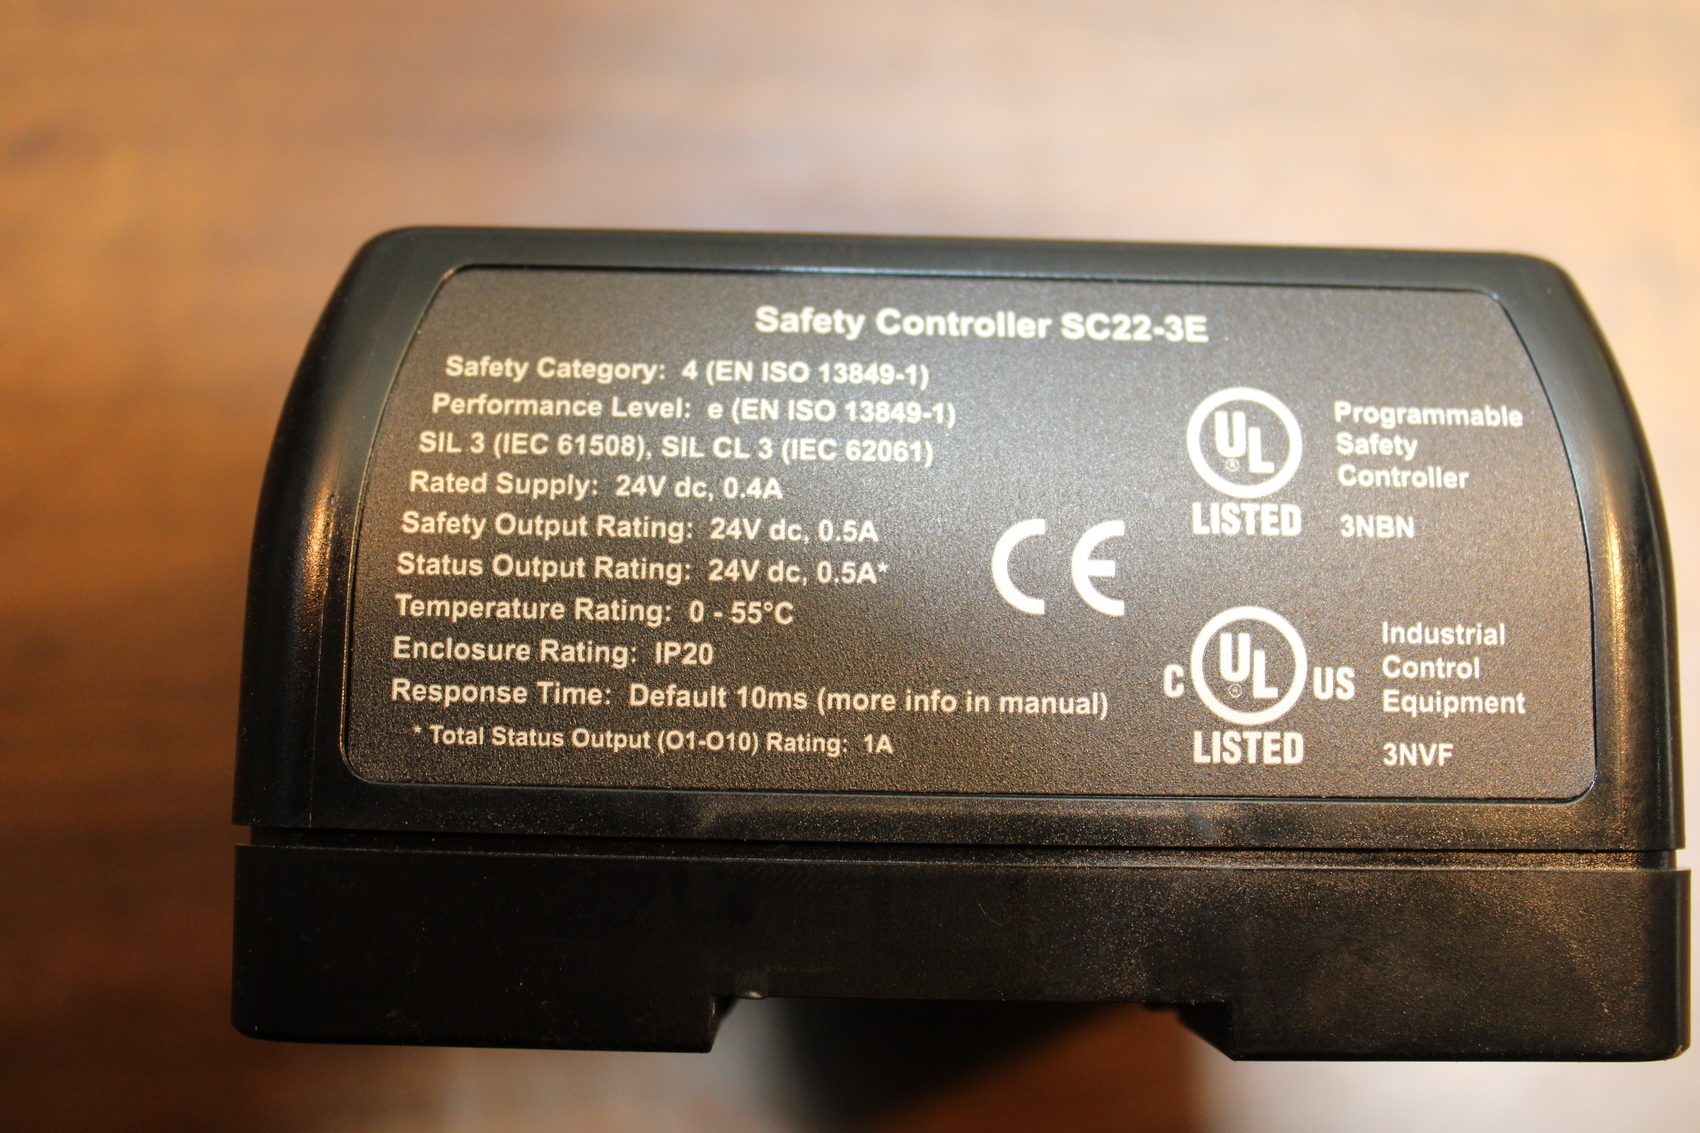 Safety Controller SC22-3E
Safety Category: 4 (EN ISO 13849-1)
Performance Level: e (EN ISO 13849-1)
SIL 3 (IEC 61508), SIL CL 3 (IEC 62061)
Rated Supply: 24V dc, 0.4A
Safety Output Rating: 24V dc, 0.5A
Status Output Rating: 24V dc, 0.5A*
Temperature Rating: 0 - 55°C
Enclosure Rating: IP20
Response Time: Default 10ms (more info in manual)
* Total Status Output (O1-O10) Rating: 1A
CE
UL ®
LISTED
Programmable
Safety
Controller
3NBN
C UL ® US
LISTED
Industrial
Control
Equipment
3NVF